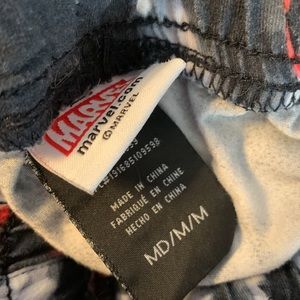 MARVEL
marvel.com
©MARVEL
MADE IN CHINA
FABRIQUÉ EN CHINE
HECHO EN CHINA
MD/M/M